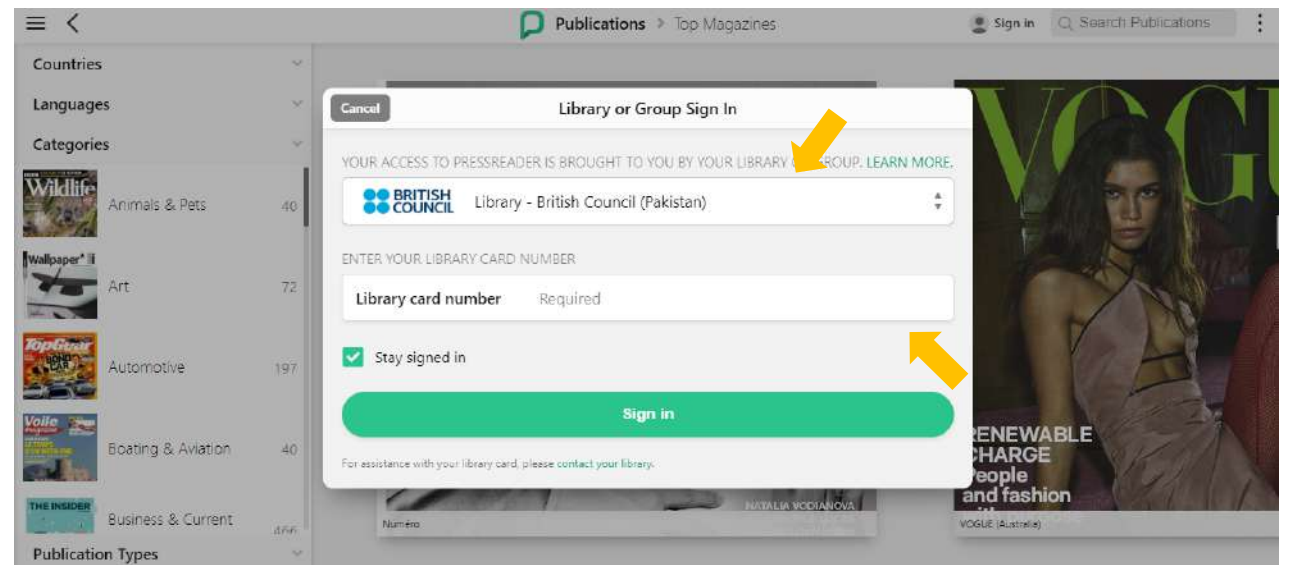 Publications > Top Magazines
Sign in
Search Publications
Countries
Languages
Categories
Wildlife
Animals & Pets 40
Wallpaper*
Art 72
TopGear
Automotive 197
Voile
Boating & Aviation 40
THE INSIDER
Business & Current 466
Publication Types
Cancel
Library or Group Sign In
YOUR ACCESS TO PRESSREADER IS BROUGHT TO YOU BY YOUR LIBRARY GROUP. LEARN MORE.
BRITISH
COUNCIL
Library - British Council (Pakistan)
ENTER YOUR LIBRARY CARD NUMBER
Library card number Required
Stay signed in
Sign in
For assistance with your library card, please contact your library.
NATALIA VODIANOVA
Numéro
VOGUE
RENEWABLE
CHARGE
People
and fashion
VOGUE (Australia)